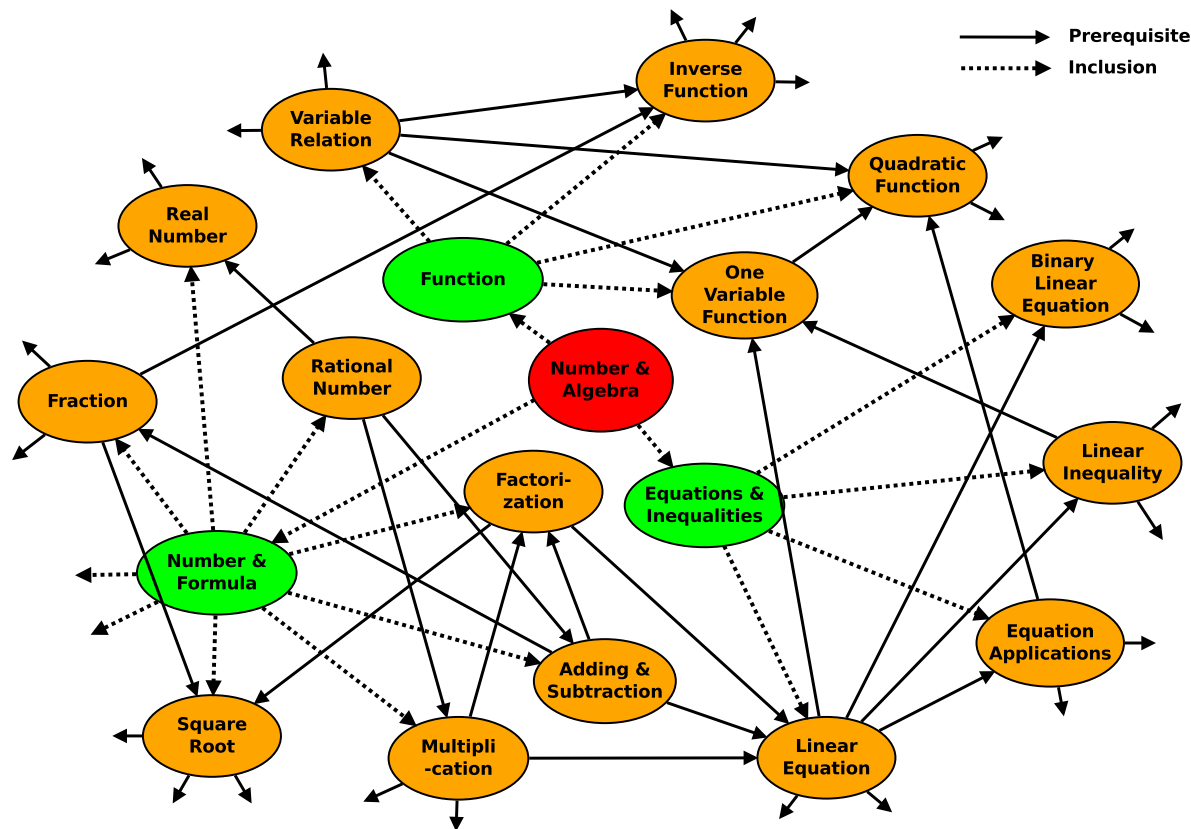 Prerequisite
Inclusion
Inverse
Function
Variable
Relation
Quadratic
Function
Real
Number
Function
One
Variable
Function
Binary
Linear
Equation
Number &
Algebra
Rational
Number
Fraction
Linear
Inequality
Factori-
zation
Equations &
Inequalities
Number &
Formula
Equation
Applications
Adding &
Subtraction
Square
Root
Multipli
-cation
Linear
Equation